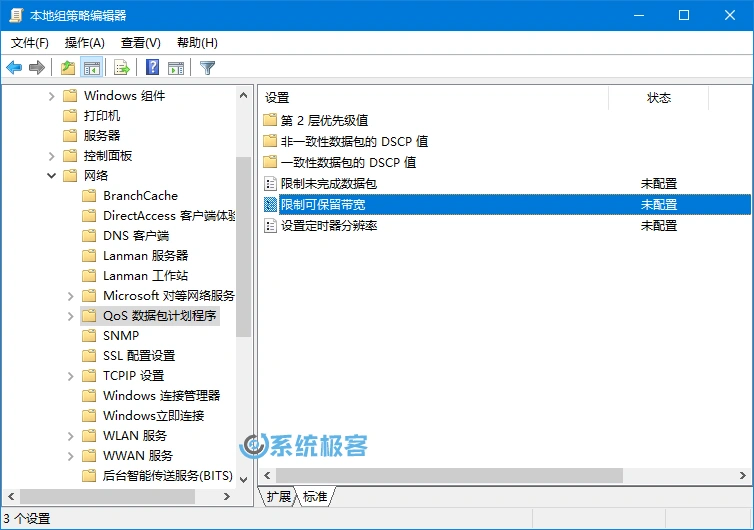 本地组策略编辑器
文件(F) 操作(A) 查看(V) 帮助(H)
Windows 组件
打印机
服务器
控制面板
网络
BranchCache
DirectAccess 客户端体验
DNS 客户端
Lanman 服务器
Lanman 工作站
Microsoft 对等网络服务
QoS 数据包计划程序
SNMP
SSL 配置设置
TCPIP 设置
Windows 连接管理器
Windows立即连接
WLAN 服务
WWAN 服务
后台智能传送服务(BITS)
设置 状态
第 2 层优先级值
非一致性数据包的 DSCP 值
一致性数据包的 DSCP 值
限制未完成数据包 未配置
限制可保留带宽 未配置
设置定时器分辨率 未配置
系统极客
扩展 标准
3 个设置